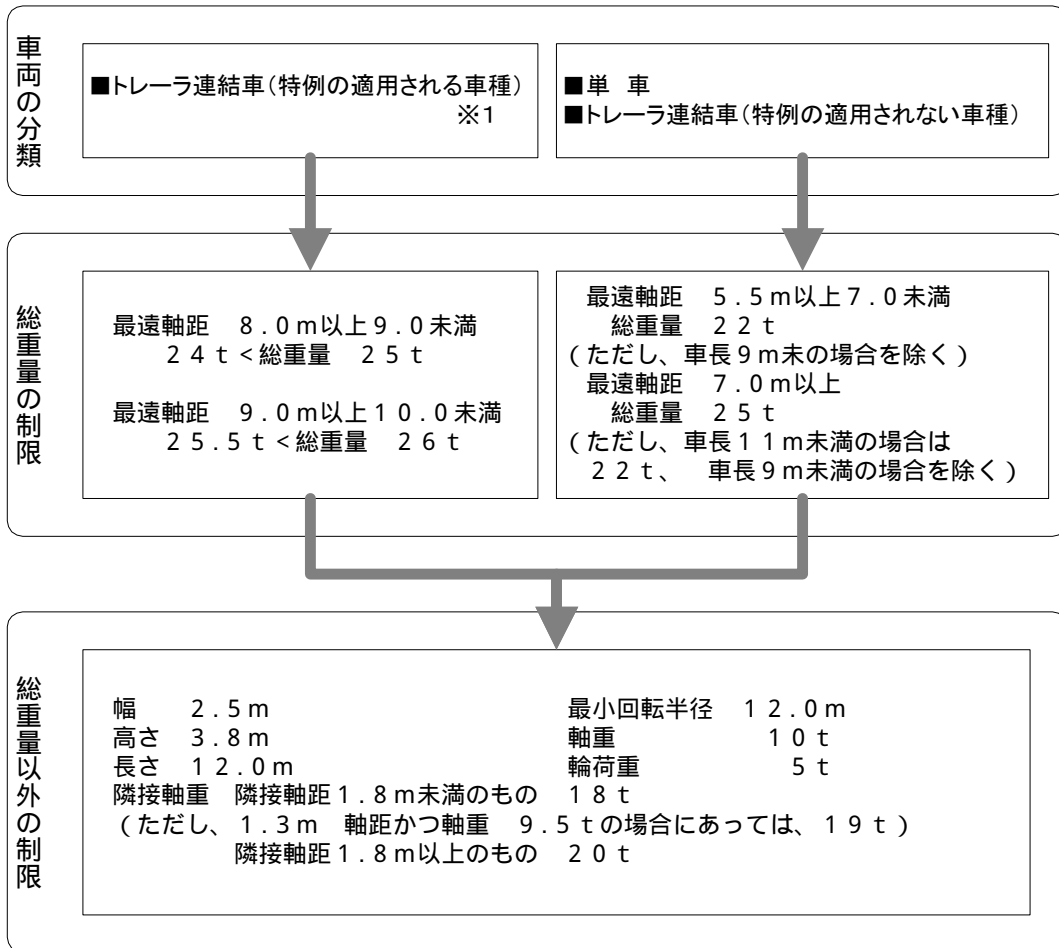 車両の分類
■トレーラ連結車(特例の適用される車種)
※1
■単 車
■トレーラ連結車(特例の適用されない車種)
総重量の制限
最遠軸距 8.0m以上9.0未満
24t<総重量 25t
最遠軸距 9.0m以上10.0未満
25.5t<総重量 26t
最遠軸距 5.5m以上7.0未満
総重量 22t
(ただし、車長9m未の場合を除く)
最遠軸距 7.0m以上
総重量 25t
(ただし、車長11m未満の場合は
22t、 車長9m未満の場合を除く)
総重量以外の制限
幅 2.5m
高さ 3.8m
長さ 12.0m
最小回転半径 12.0m
軸重 10t
輪荷重 5t
隣接軸重 隣接軸距1.8m未満のもの 18t
(ただし、1.3m 軸距かつ軸重 9.5tの場合にあっては、19t)
隣接軸距1.8m以上のもの 20t